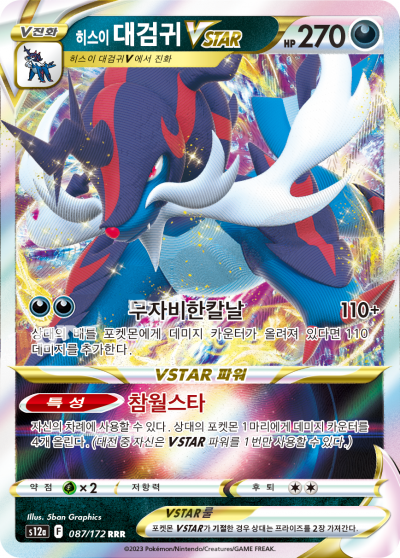 V진화
히스이 대검귀 VSTAR HP 270
히스이 대검귀V에서 진화
무자비한칼날 110+
상대의 배틀 포켓몬에게 데미지 카운터가 올려져 있다면 110
데미지를 추가한다.
VSTAR 파워
특성 참월스타
자신의 차례에 사용할 수 있다. 상대의 포켓몬 1마리에게 데미지 카운터를
4개 올린다. (대전 중 자신은 VSTAR 파워를 1번만 사용할 수 있다.)
약점 ×2 저항력 후퇴
Illus. 5ban Graphics
VSTAR룰
s12a F 087/172 RRR
포켓몬 VSTAR가 기절한 경우 상대는 프라이즈를 2장 가져간다.
©2023 Pokémon/Nintendo/Creatures/GAME FREAK.